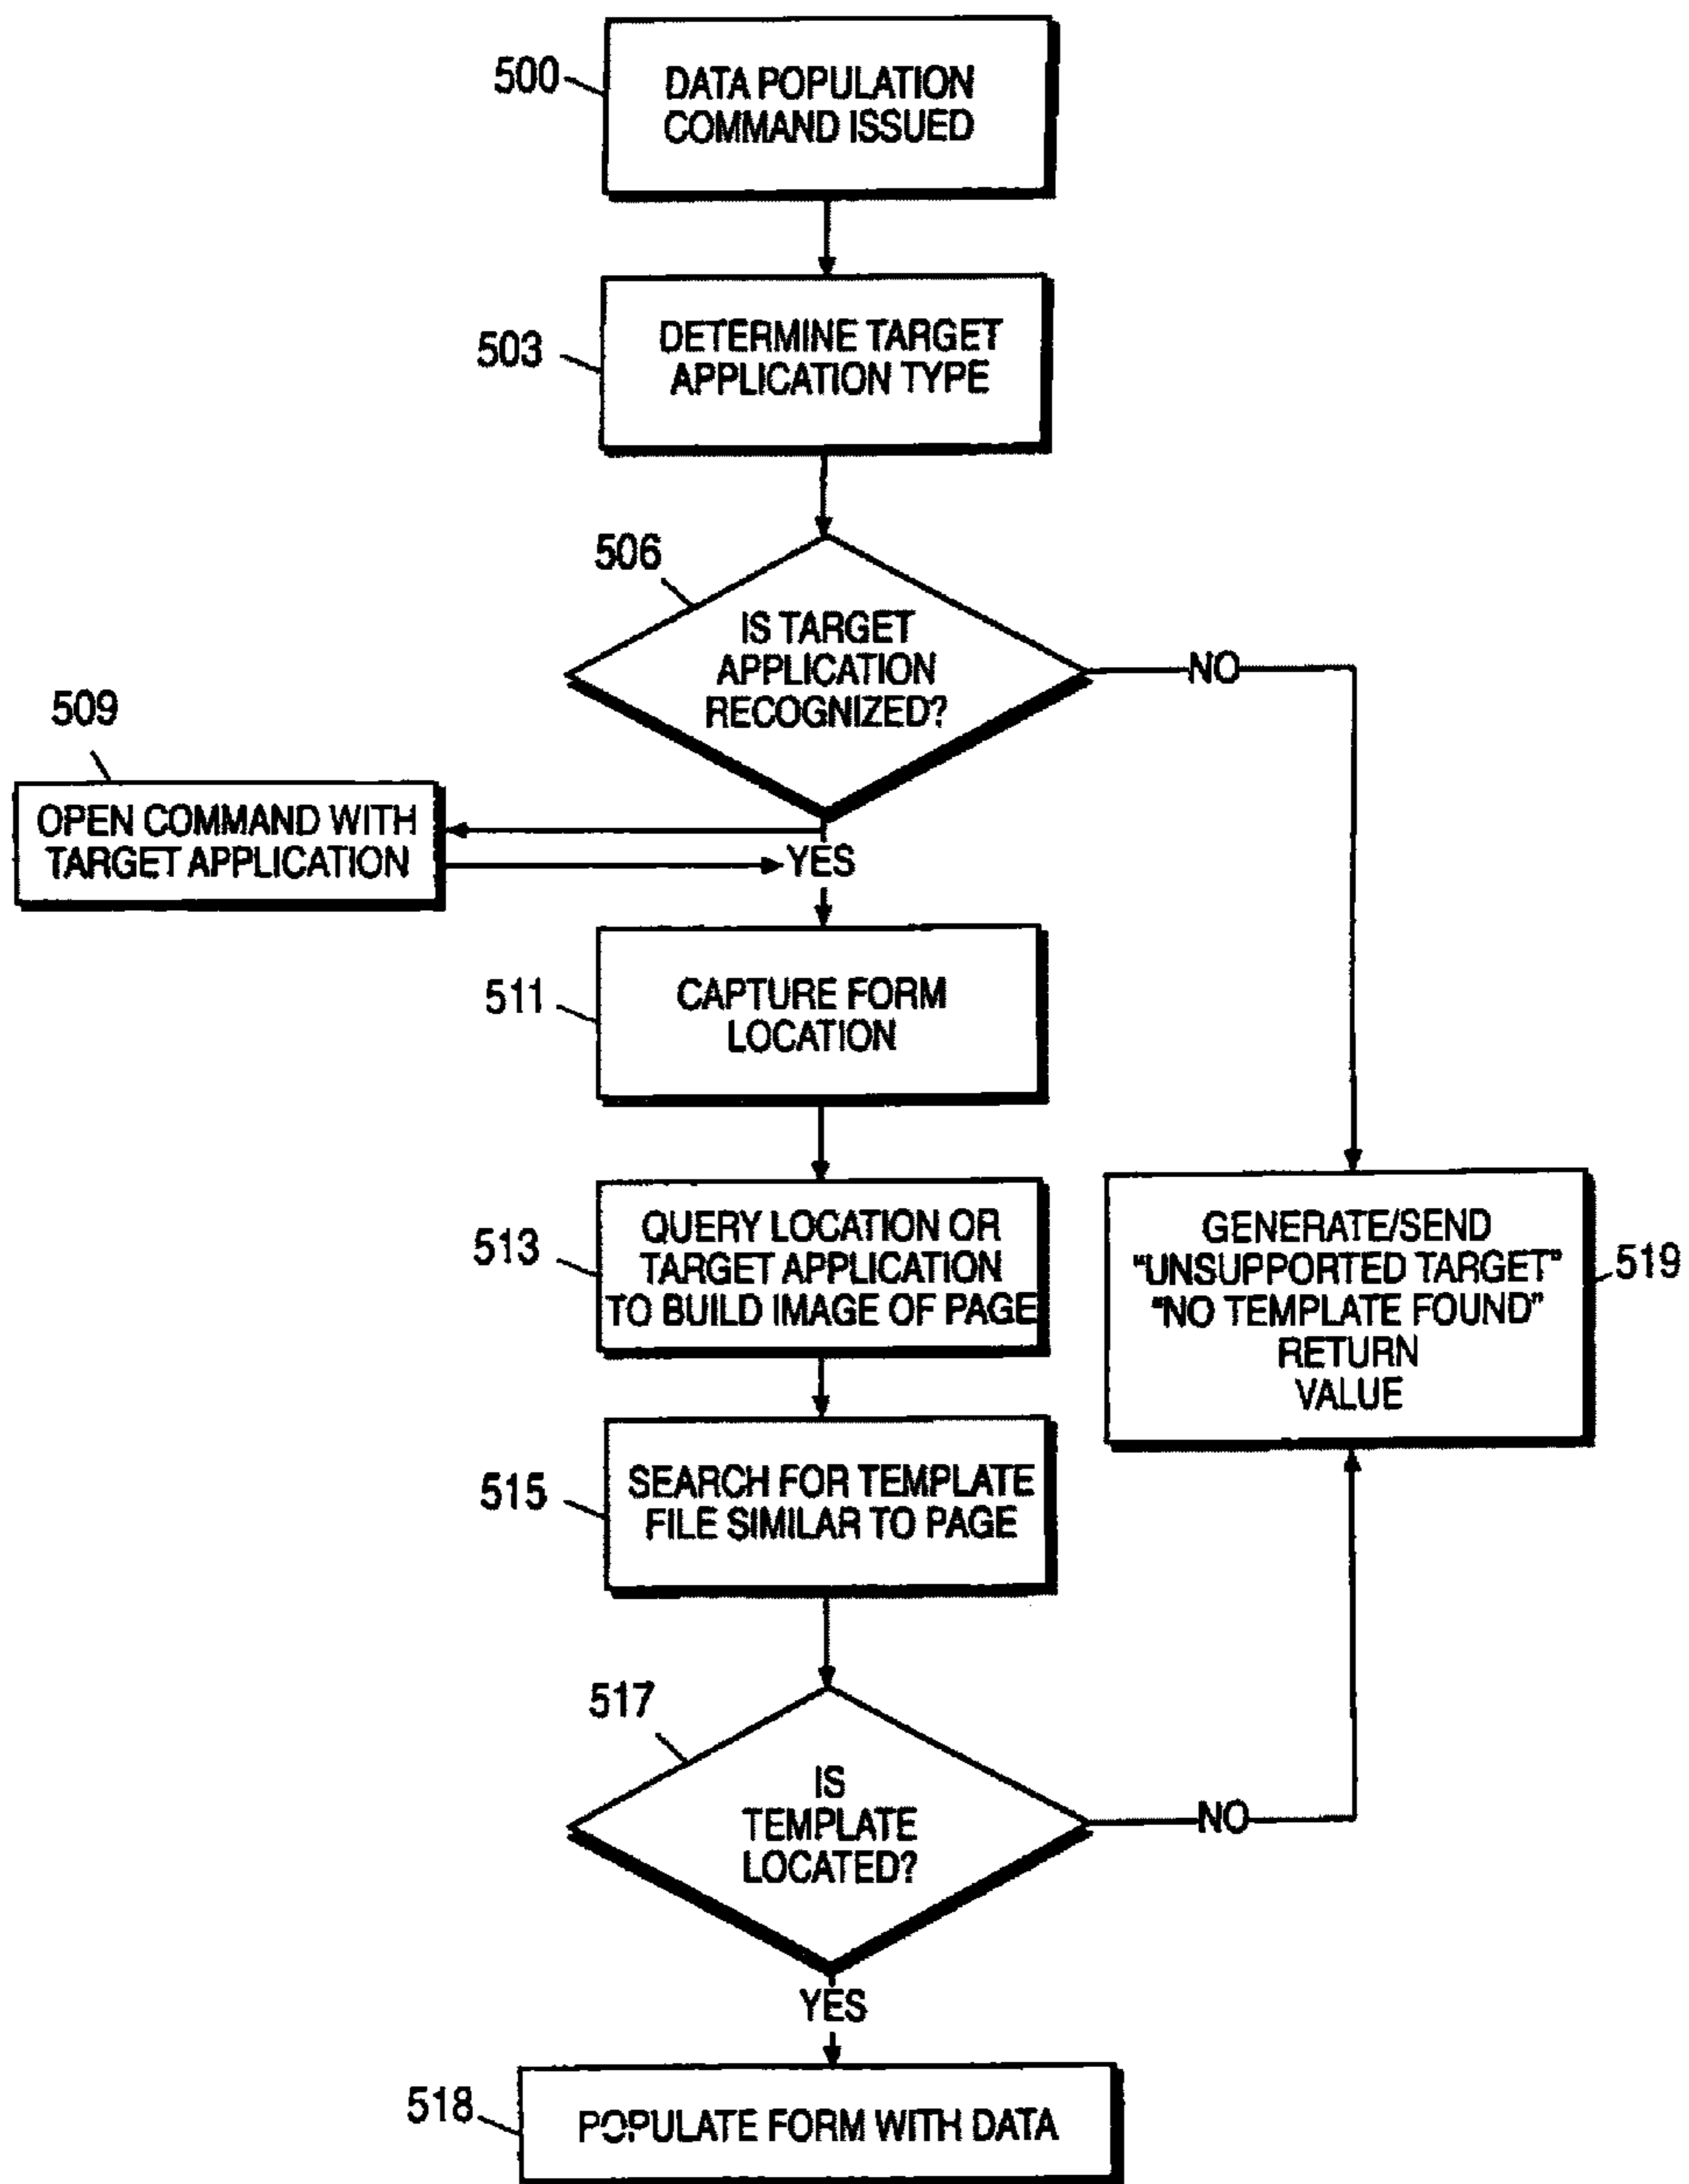 500
DATA POPULATION
COMMAND ISSUED
503
DETERMINE TARGET
APPLICATION TYPE
506
IS TARGET
APPLICATION
RECOGNIZED?
NO
509
OPEN COMMAND WITH
TARGET APPLICATION
YES
511
CAPTURE FORM
LOCATION
513
QUERY LOCATION OR
TARGET APPLICATION
TO BUILD IMAGE OF PAGE
GENERATE/SEND
"UNSUPPORTED TARGET"
"NO TEMPLATE FOUND"
RETURN
VALUE
519
515
SEARCH FOR TEMPLATE
FILE SIMILAR TO PAGE
517
IS
TEMPLATE
LOCATED?
NO
YES
518
POPULATE FORM WITH DATA